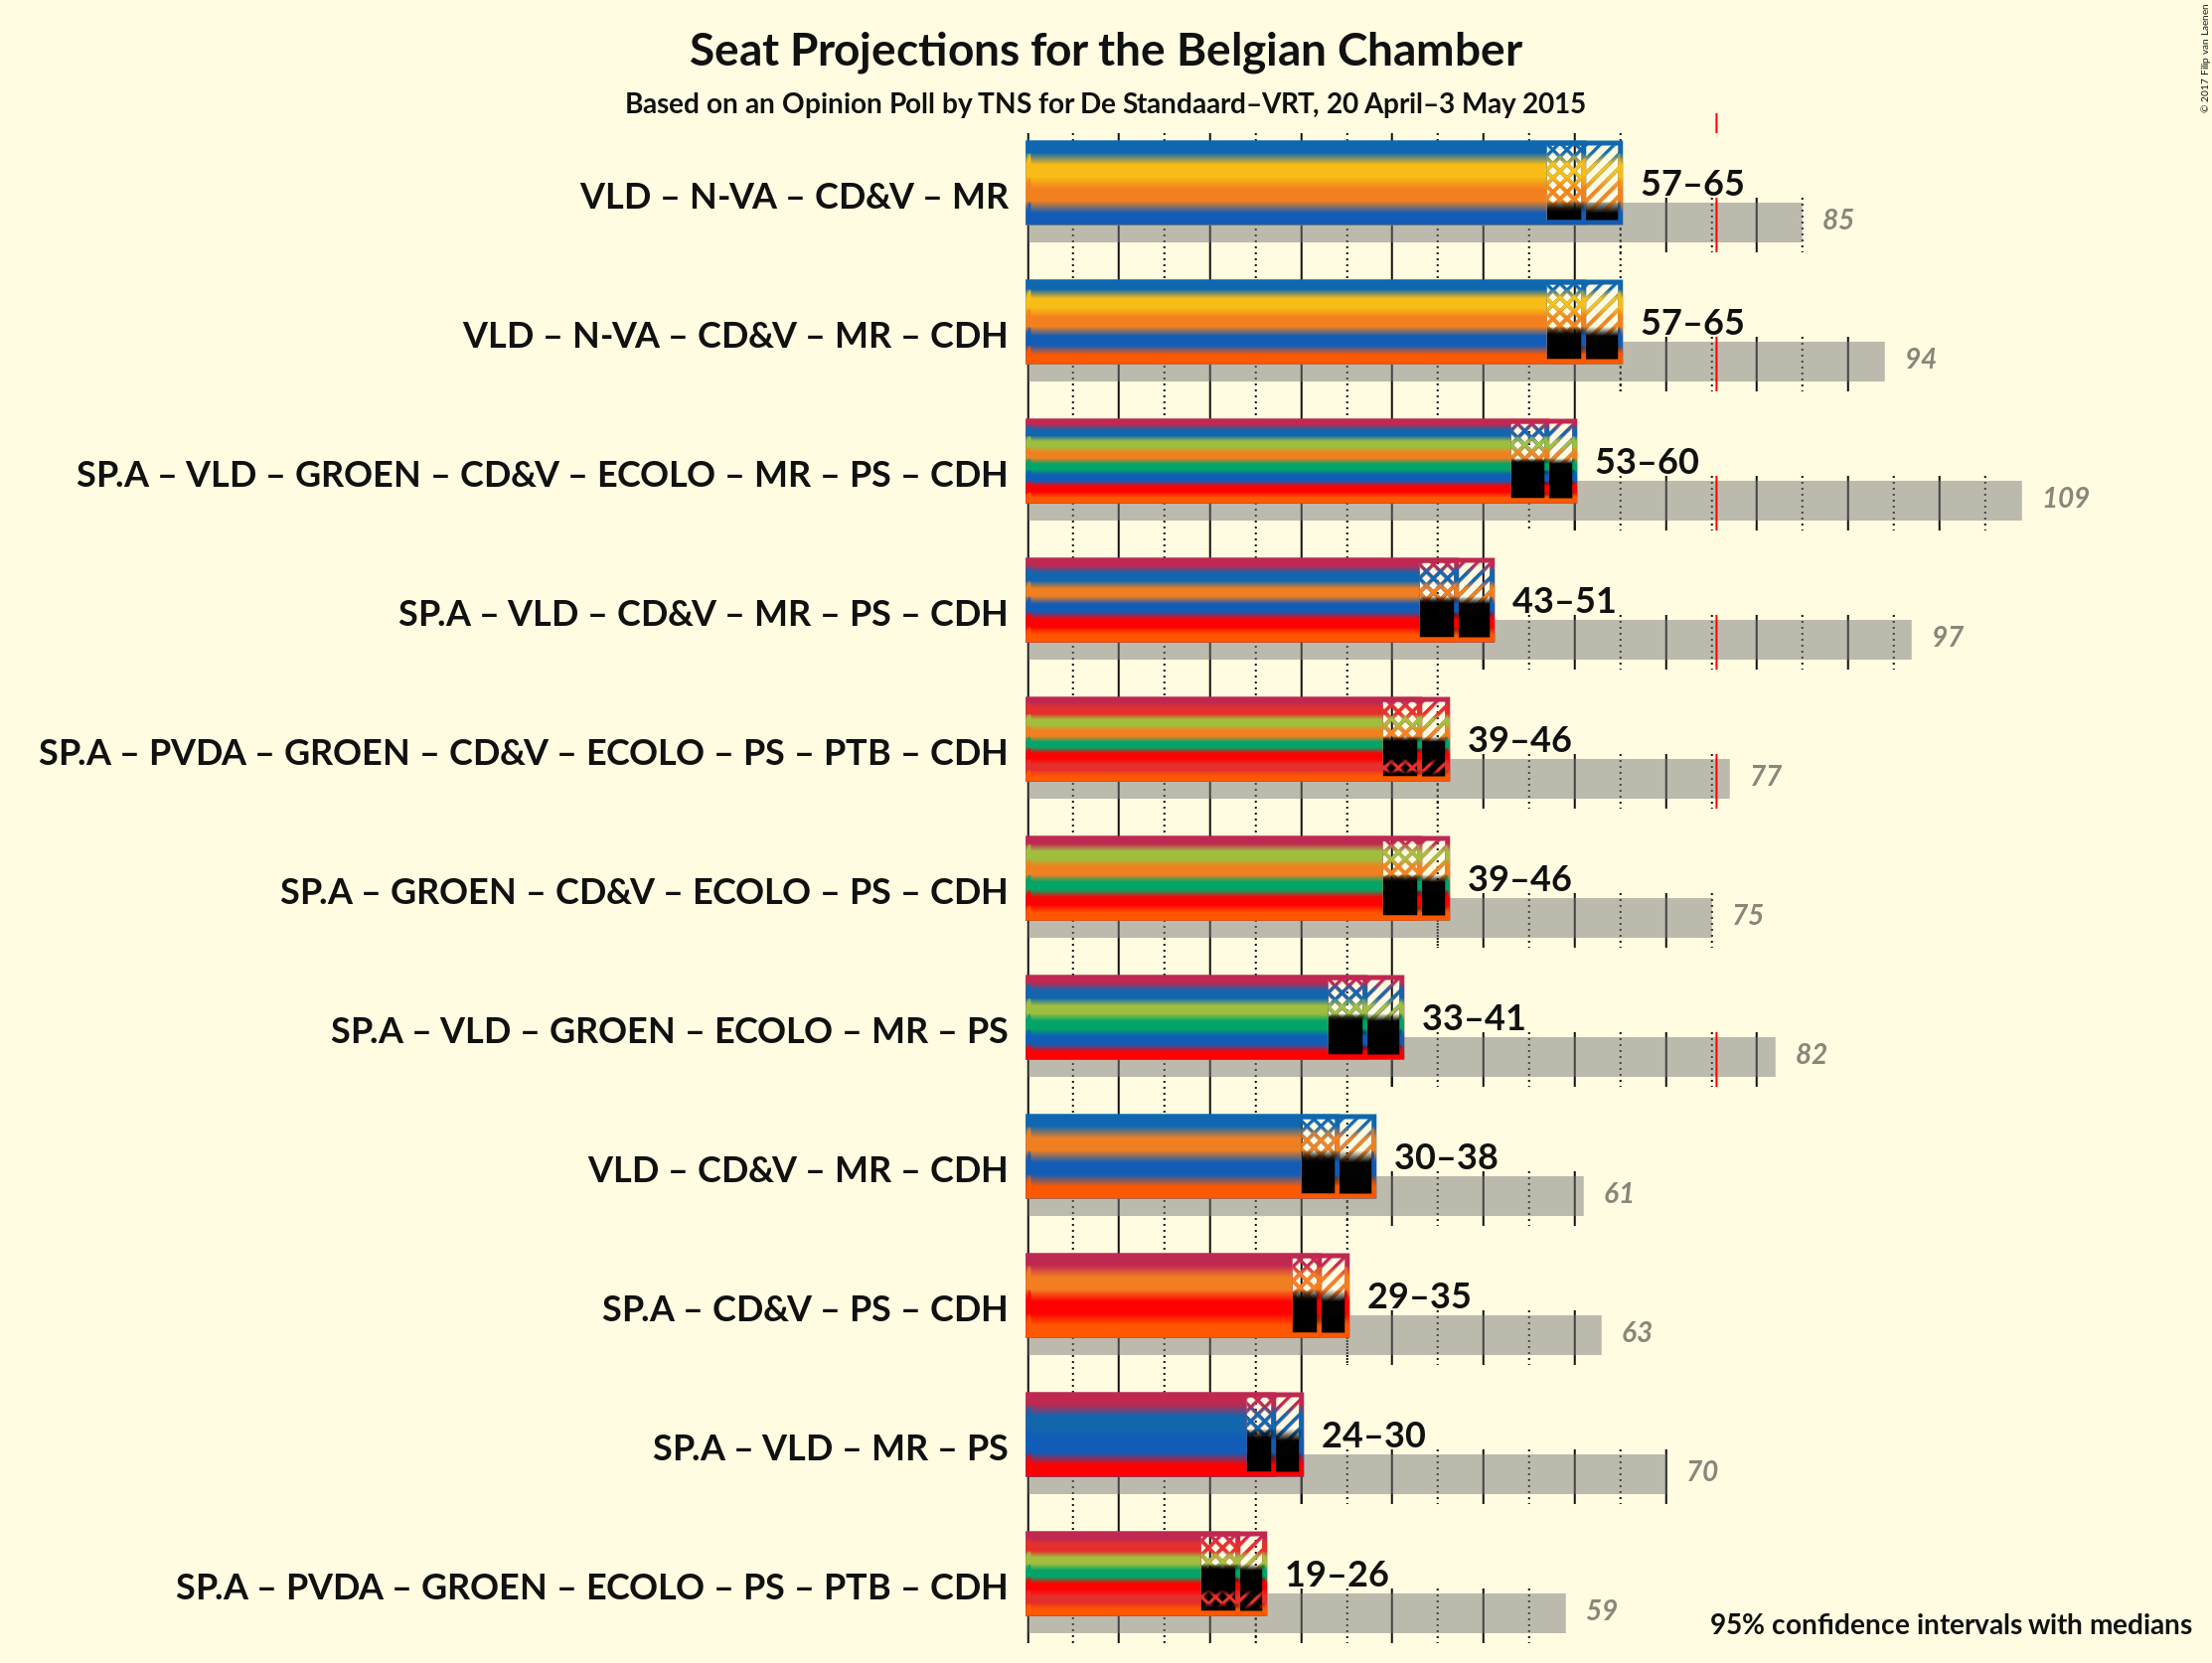 Seat Projections for the Belgian Chamber
Based on an Opinion Poll by TNS for De Standaard–VRT, 20 April–3 May 2015
© 2017 Filip van Laenen
VLD – N-VA – CD&V – MR
57–65
85
VLD – N-VA – CD&V – MR – CDH
57–65
94
SP.A – VLD – GROEN – CD&V – ECOLO – MR – PS – CDH
53–60
109
SP.A – VLD – CD&V – MR – PS – CDH
43–51
97
SP.A – PVDA – GROEN – CD&V – ECOLO – PS – PTB – CDH
39–46
77
SP.A – GROEN – CD&V – ECOLO – PS – CDH
39–46
75
SP.A – VLD – GROEN – ECOLO – MR – PS
33–41
82
VLD – CD&V – MR – CDH
30–38
61
SP.A – CD&V – PS – CDH
29–35
63
SP.A – VLD – MR – PS
24–30
70
SP.A – PVDA – GROEN – ECOLO – PS – PTB – CDH
19–26
59
95% confidence intervals with medians